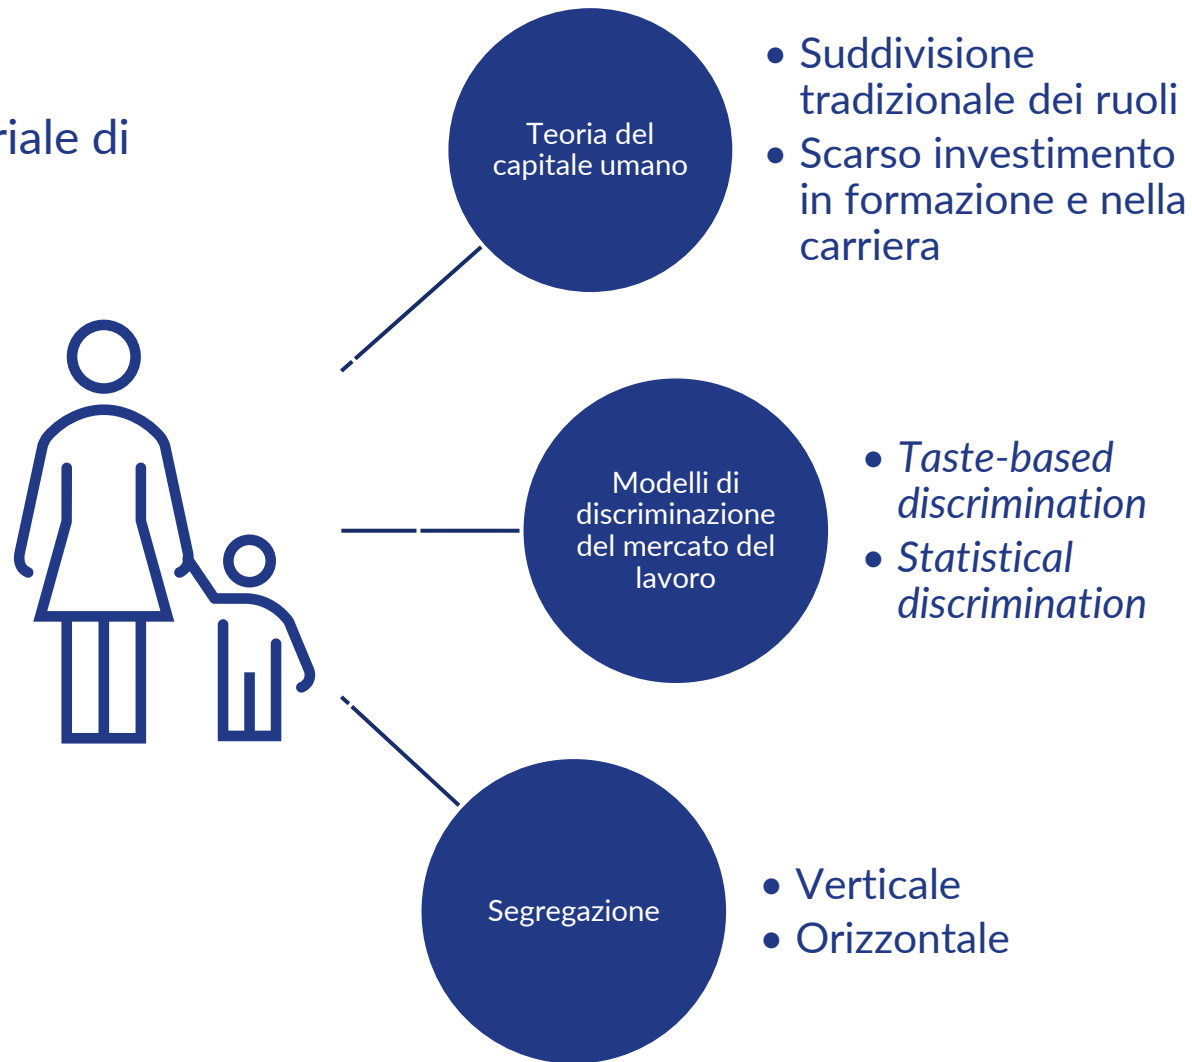 riale di
Teoria del
capitale umano
• Suddivisione
tradizionale dei ruoli
• Scarso investimento
in formazione e nella
carriera
Modelli di
discriminazione
del mercato del
lavoro
• Taste-based
discrimination
• Statistical
discrimination
Segregazione
• Verticale
• Orizzontale